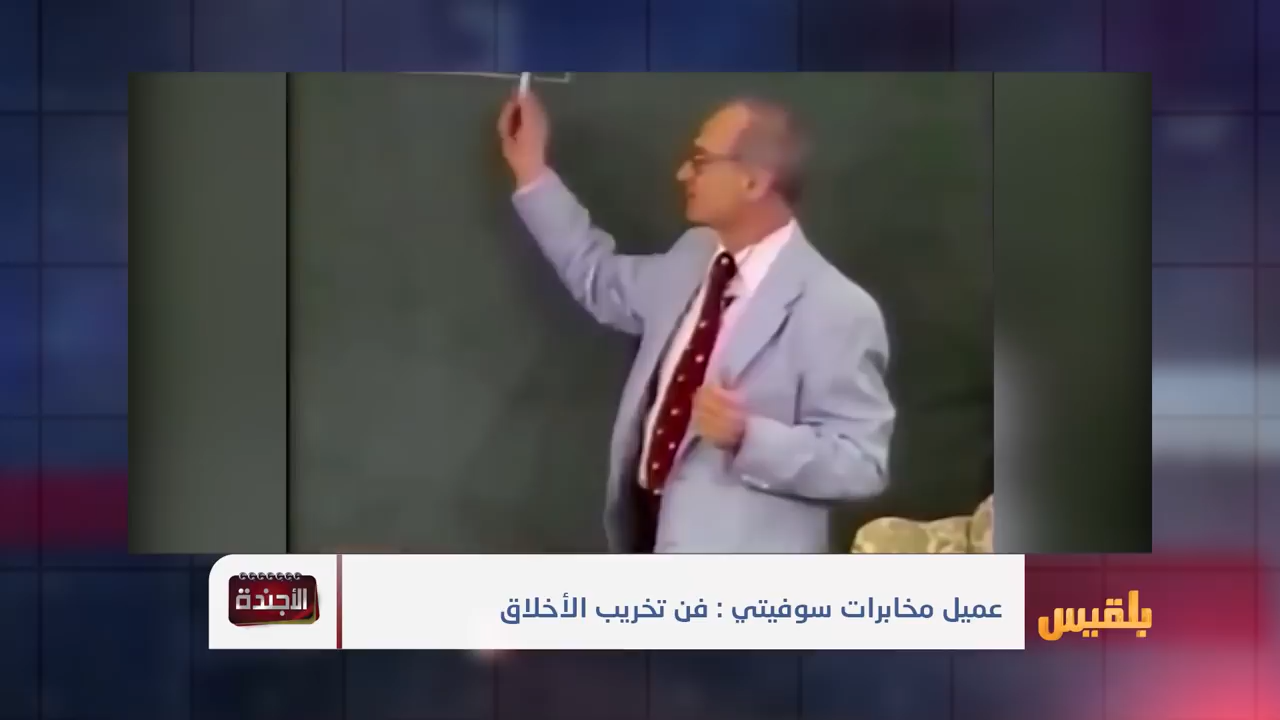 عميل مخابرات سوفيتي : فن تخريب الأخلاق
الأجندة
بلقيس